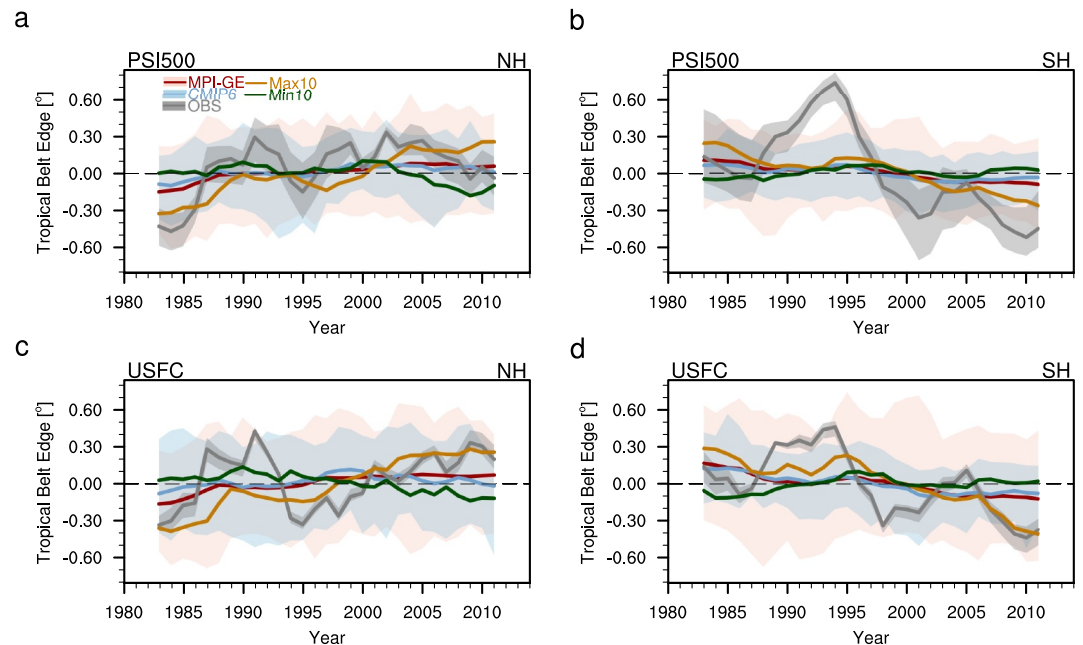 a
PSI500 NH
MPI-GE Max10
CMIP6 Min10
OBS
Tropical Belt Edge [°]
0.60
0.30
0.00
-0.30
-0.60
1980 1985 1990 1995 2000 2005 2010
Year
b
PSI500 SH
Tropical Belt Edge [°]
0.60
0.30
0.00
-0.30
-0.60
1980 1985 1990 1995 2000 2005 2010
Year
c
USFC NH
Tropical Belt Edge [°]
0.60
0.30
0.00
-0.30
-0.60
1980 1985 1990 1995 2000 2005 2010
Year
d
USFC SH
Tropical Belt Edge [°]
0.60
0.30
0.00
-0.30
-0.60
1980 1985 1990 1995 2000 2005 2010
Year